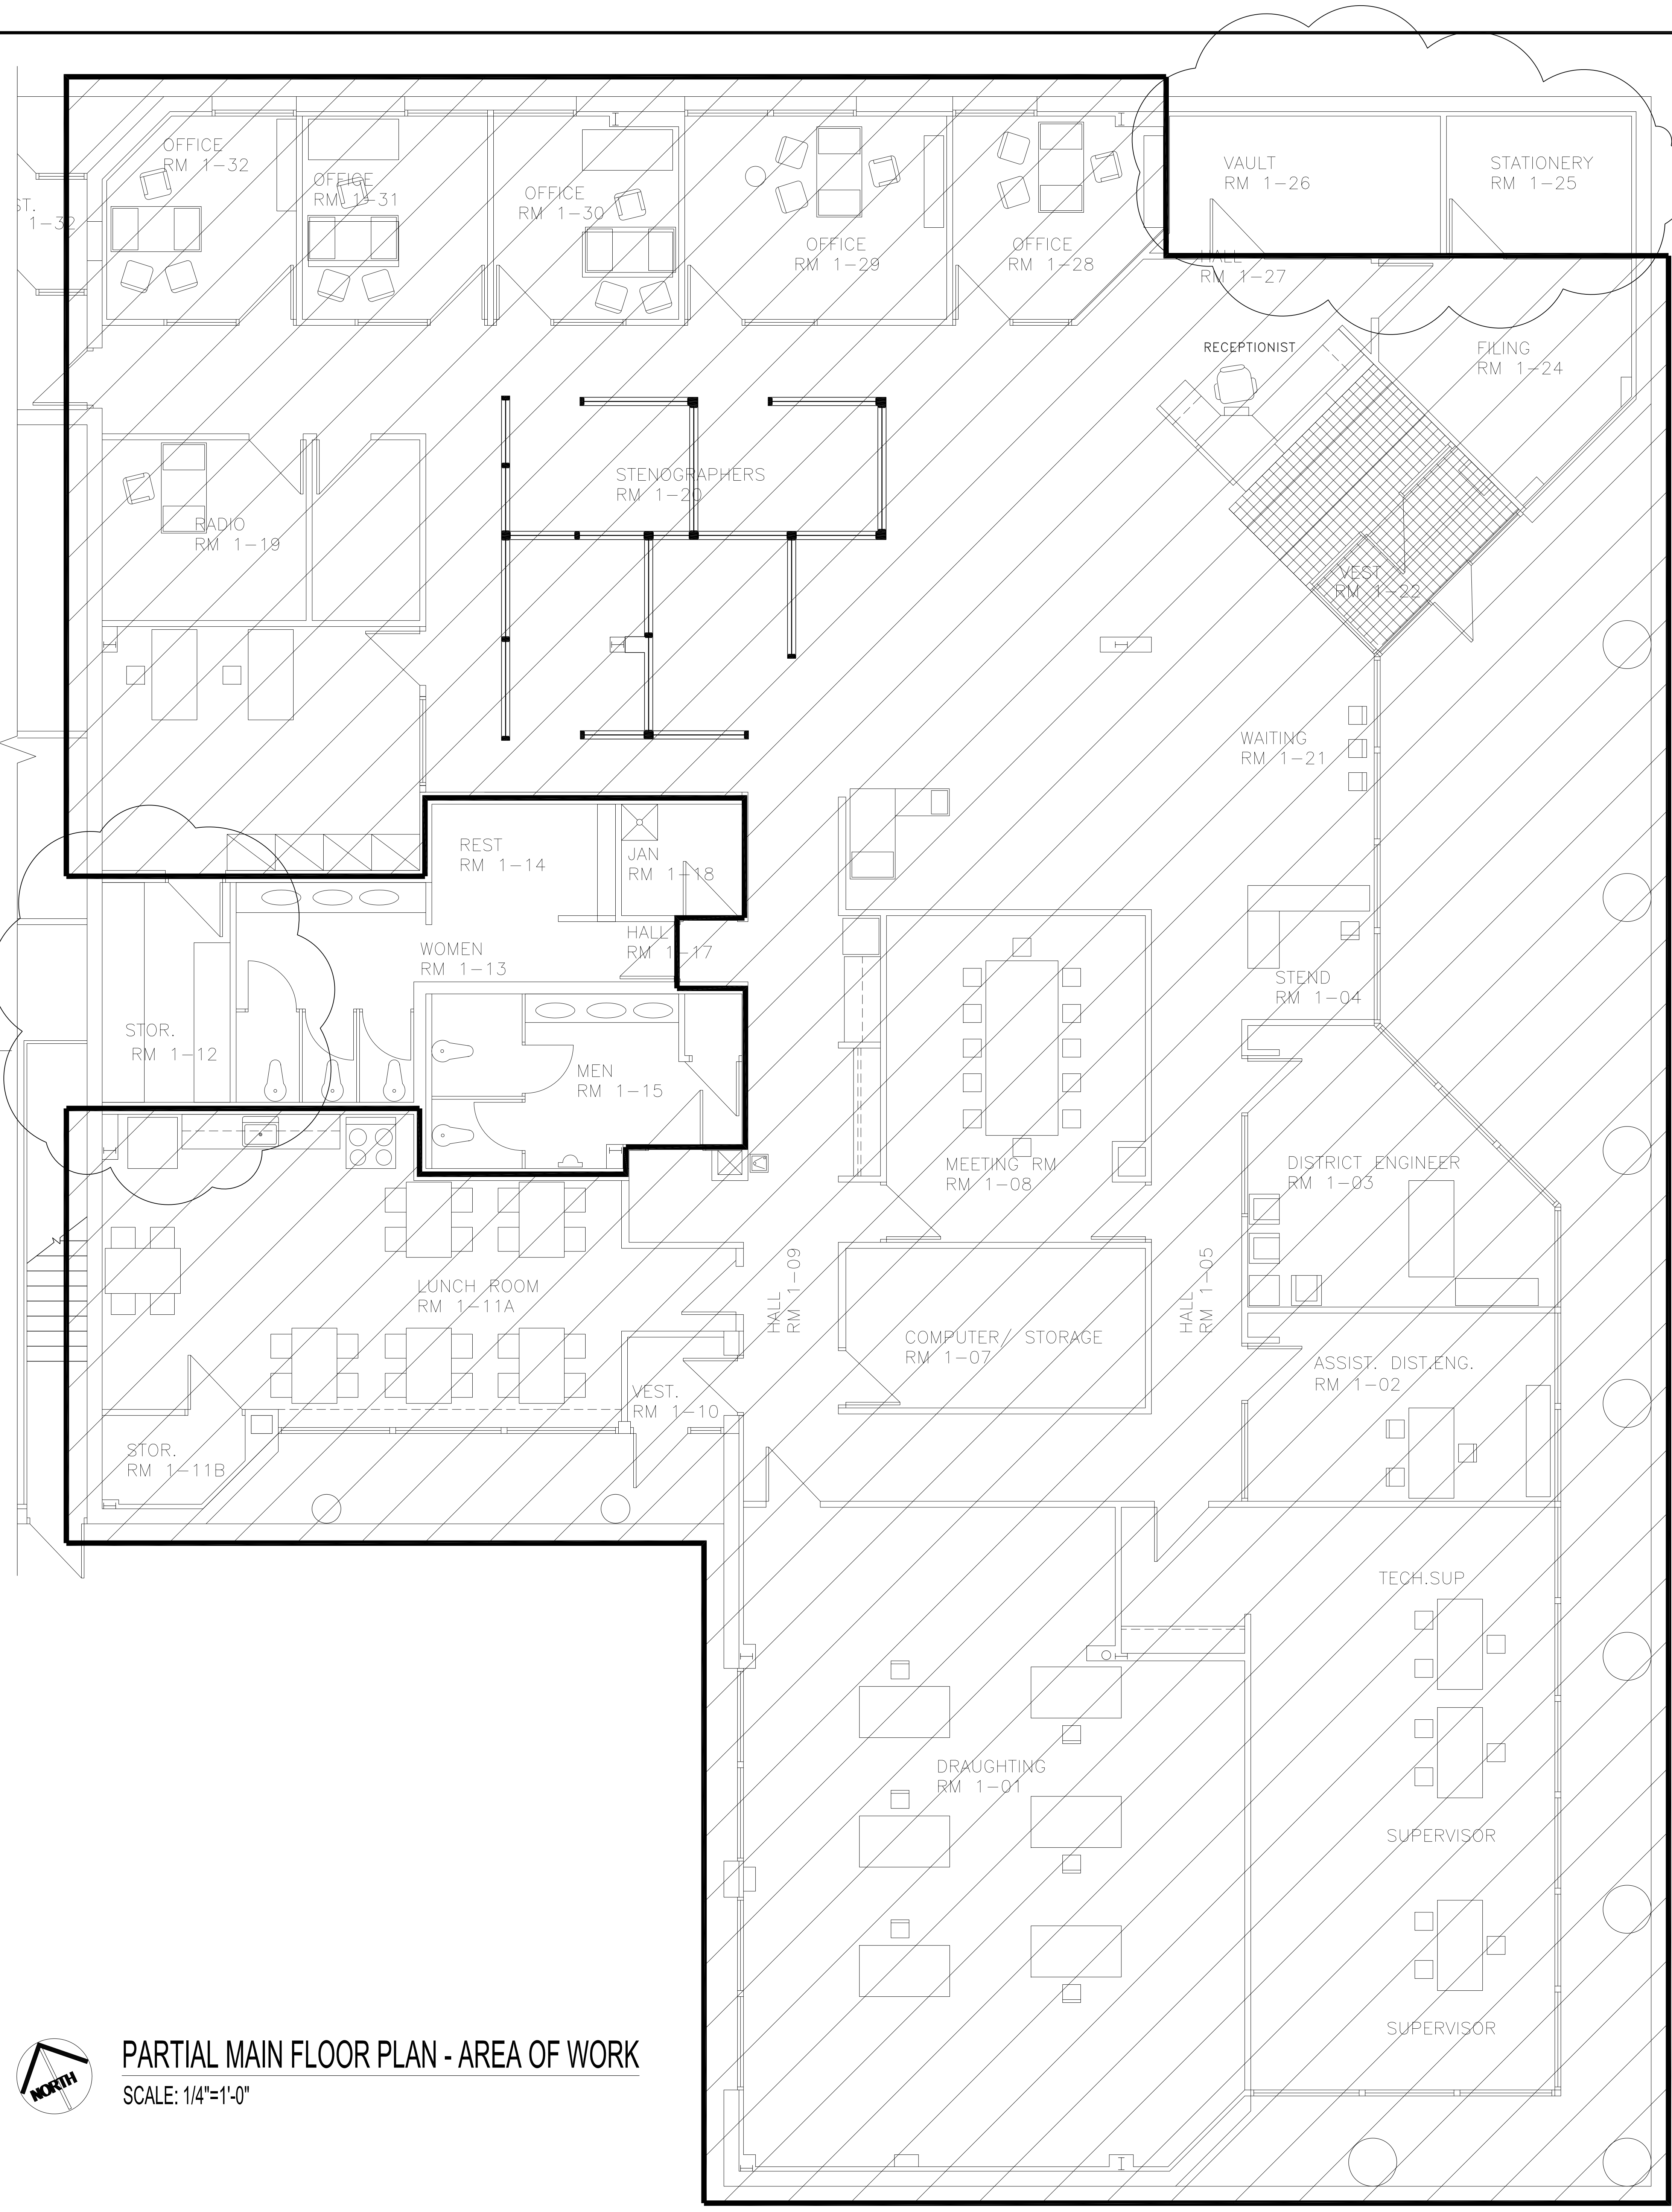 OFFICE
RM 1-32
OFFICE
RM 1-31
OFFICE
RM 1-30
OFFICE
RM 1-29
OFFICE
RM 1-28
VAULT
RM 1-26
STATIONERY
RM 1-25
ST.
1-32
HALL
RM 1-27
RECEPTIONIST
FILING
RM 1-24
STENOGRAPHERS
RM 1-20
RADIO
RM 1-19
VEST.
RM 1-22
WAITING
RM 1-21
REST
RM 1-14
JAN
RM 1-18
HALL
RM 1-17
WOMEN
RM 1-13
STEND
RM 1-04
STOR.
RM 1-12
MEN
RM 1-15
MEETING RM
RM 1-08
DISTRICT ENGINEER
RM 1-03
LUNCH ROOM
RM 1-11A
HALL
RM 1-09
HALL
RM 1-05
COMPUTER/ STORAGE
RM 1-07
ASSIST. DIST.ENG.
RM 1-02
VEST.
RM 1-10
STOR.
RM 1-11B
TECH.SUP
DRAUGHTING
RM 1-01
SUPERVISOR
SUPERVISOR
NORTH
PARTIAL MAIN FLOOR PLAN - AREA OF WORK
SCALE: 1/4"=1'-0"